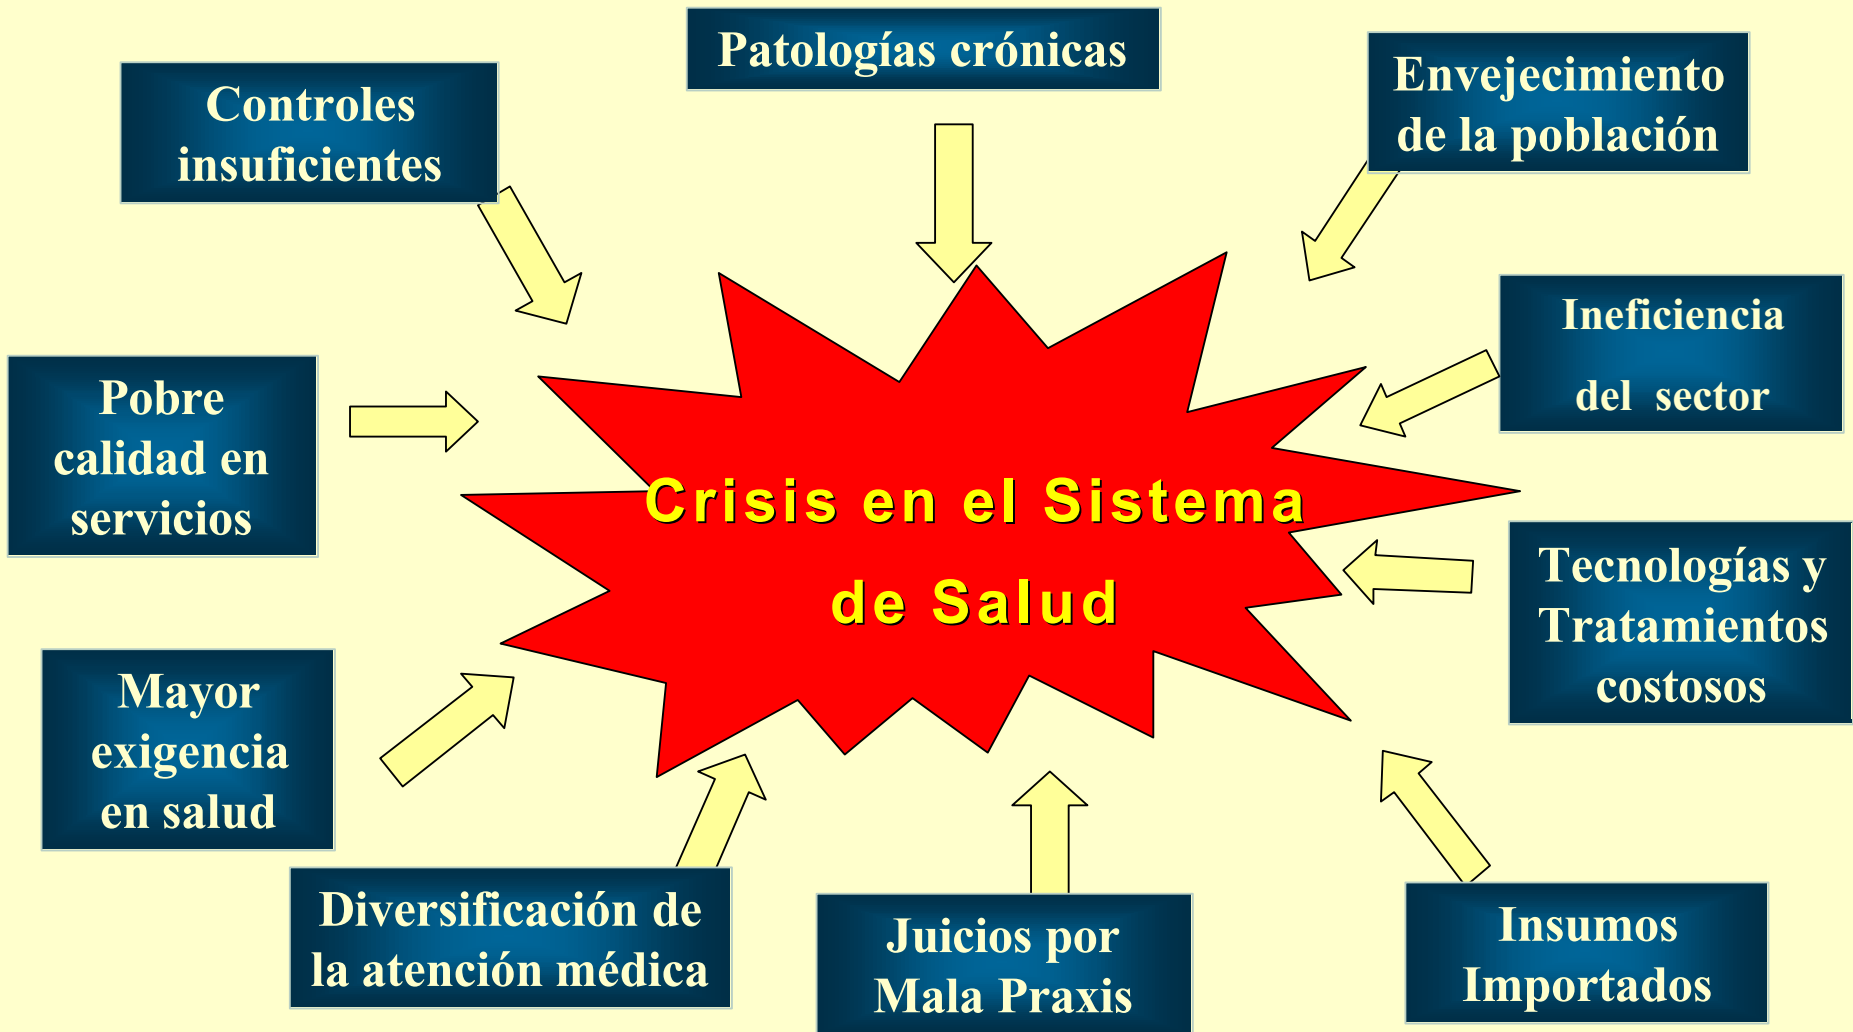 Patologías crónicas
Controles
insuficientes
Envejecimiento
de la población
Ineficiencia
del sector
Pobre
calidad en
servicios
Crisis en el Sistema
de Salud
Tecnologías y
Tratamientos
costosos
Mayor
exigencia
en salud
Diversificación de
la atención médica
Juicios por
Mala Praxis
Insumos
Importados